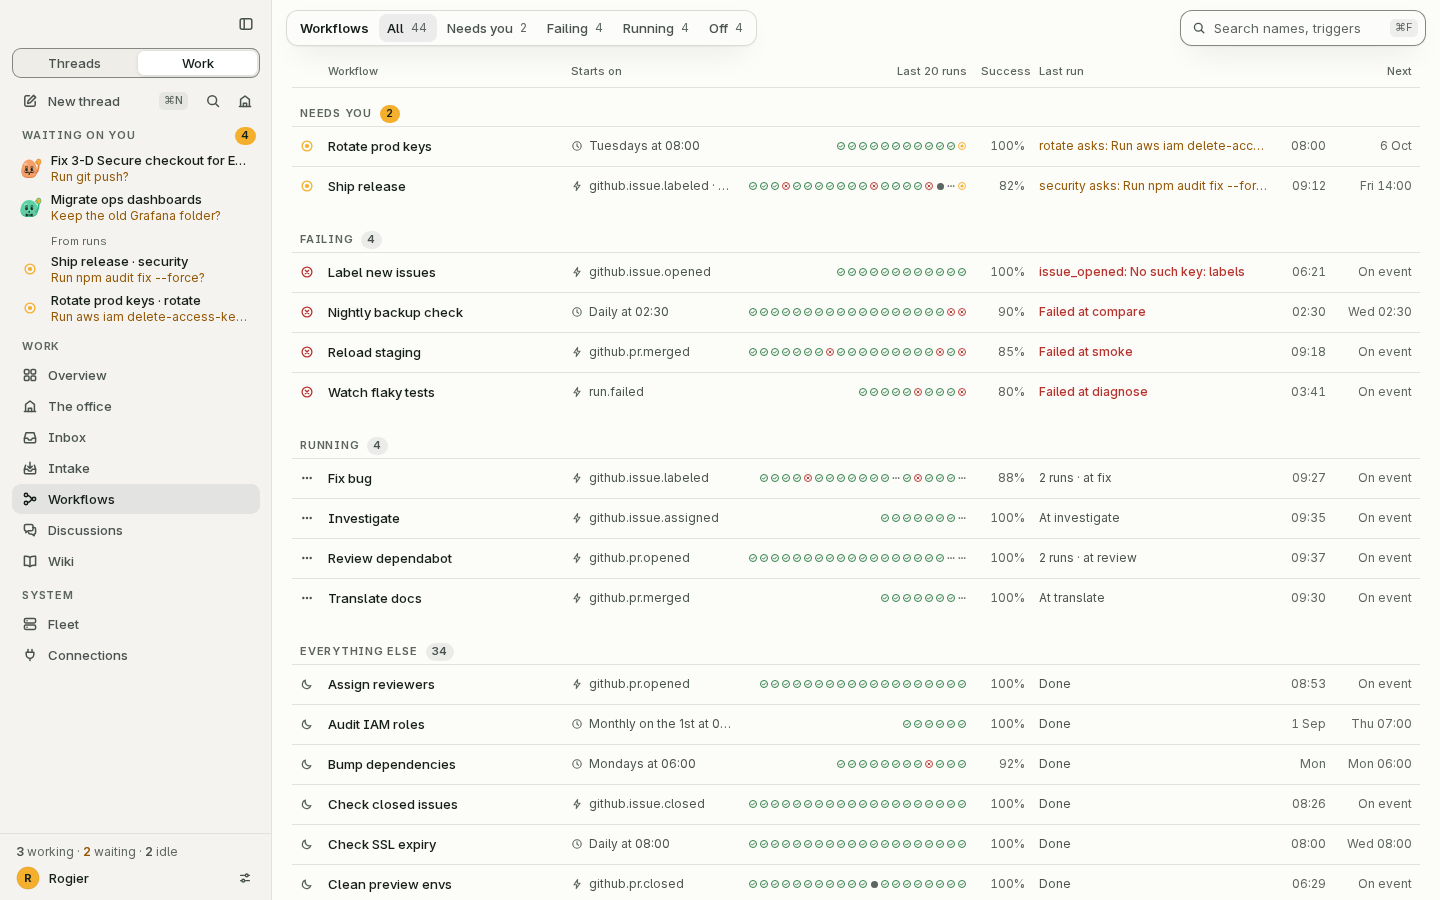 Threads Work
New thread ⌘N
WAITING ON YOU 4
Fix 3-D Secure checkout for E…
Run git push?
Migrate ops dashboards
Keep the old Grafana folder?
From runs
Ship release · security
Run npm audit fix --force?
Rotate prod keys · rotate
Run aws iam delete-access-ke…
WORK
Overview
The office
Inbox
Intake
Workflows
Discussions
Wiki
SYSTEM
Fleet
Connections
3 working · 2 waiting · 2 idle
R Rogier
Workflows All 44 Needs you 2 Failing 4 Running 4 Off 4
Search names, triggers ⌘F
Workflow Starts on Last 20 runs Success Last run Next
NEEDS YOU 2
Rotate prod keys Tuesdays at 08:00 100% rotate asks: Run aws iam delete-acc… 08:00 6 Oct
Ship release github.issue.labeled · … 82% security asks: Run npm audit fix --for… 09:12 Fri 14:00
FAILING 4
Label new issues github.issue.opened 100% issue_opened: No such key: labels 06:21 On event
Nightly backup check Daily at 02:30 90% Failed at compare 02:30 Wed 02:30
Reload staging github.pr.merged 85% Failed at smoke 09:18 On event
Watch flaky tests run.failed 80% Failed at diagnose 03:41 On event
RUNNING 4
Fix bug github.issue.labeled 88% 2 runs · at fix 09:27 On event
Investigate github.issue.assigned 100% At investigate 09:35 On event
Review dependabot github.pr.opened 100% 2 runs · at review 09:37 On event
Translate docs github.pr.merged 100% At translate 09:30 On event
EVERYTHING ELSE 34
Assign reviewers github.pr.opened 100% Done 08:53 On event
Audit IAM roles Monthly on the 1st at 0… 100% Done 1 Sep Thu 07:00
Bump dependencies Mondays at 06:00 92% Done Mon Mon 06:00
Check closed issues github.issue.closed 100% Done 08:26 On event
Check SSL expiry Daily at 08:00 100% Done 08:00 Wed 08:00
Clean preview envs github.pr.closed 100% Done 06:29 On event